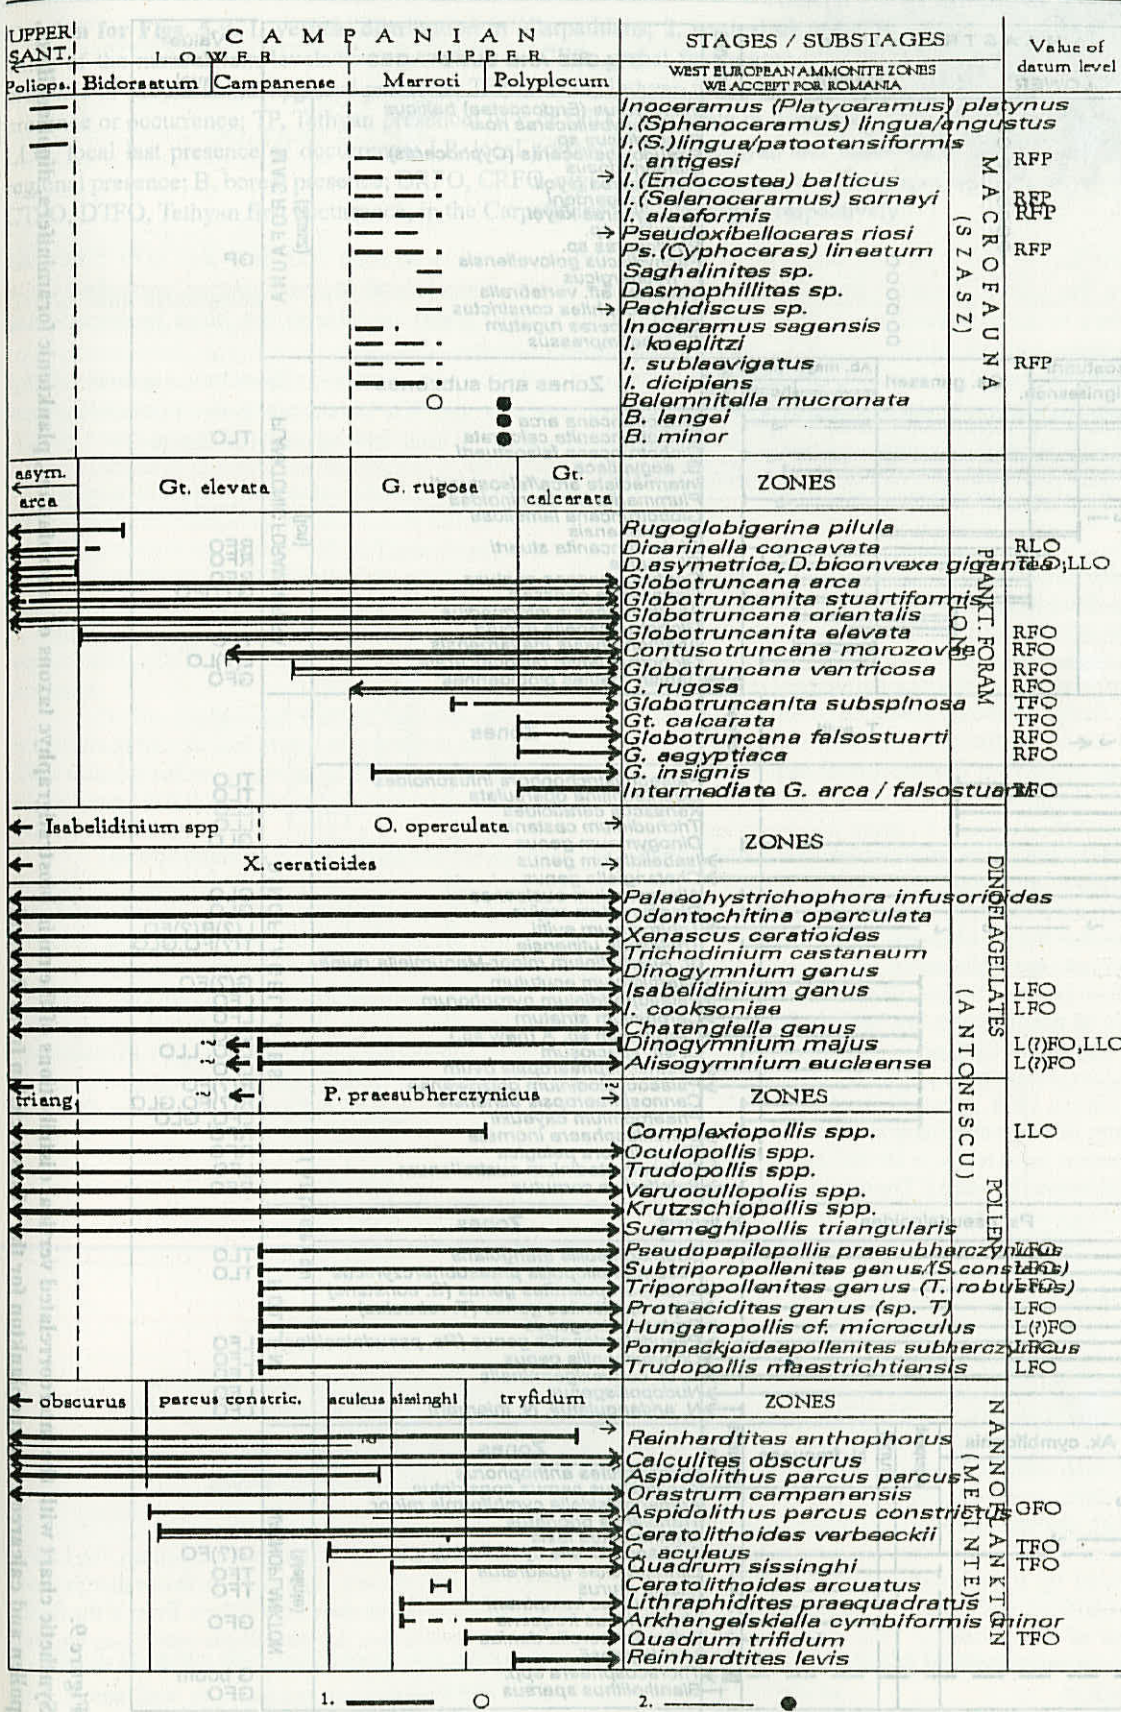 UPPER SANT. C A M P A N I A N STAGES / SUBSTAGES Value of datum level
L O W E R U P P E R
Poliops. Bidorsatum Campanense Marroti Polyplocum WEST EUROPEAN AMMONITE ZONES WE ACCEPT FOR ROMANIA
Inoceramus (Platyceramus) platynus
I.(Sphenoceramus) lingua/angustus
I.(S.)lingua/patootensiformis
I. antigesi RFP
I.(Endocostea) balticus
I.(Selenoceramus) sornayi RFP
I. alaeformis RFP
Pseudoxibelloceras riosi
Ps.(Cyphoceras) lineatum RFP
Saghalinites sp.
Desmophillites sp.
Pachidiscus sp.
Inoceramus sagensis
I. koeplitzi
I. sublaevigatus RFP
I. dicipiens
Belemnitella mucronata
B. langei
B. minor
MACROFAUNA
(SZASZ)
asym. arca Gt. elevata G. rugosa Gt. calcarata ZONES
Rugoglobigerina pilula
Dicarinella concavata RLO
D.asymetrica,D.biconvexa gigantea ;LLO
Globotruncana arca
Globotruncanita stuartiformis
Globotruncana orientalis
Globotruncanita elevata RFO
Contusotruncana morozovae RFO
Globotruncana ventricosa RFO
G. rugosa RFO
Globotruncanita subspinosa TFO
Gt. calcarata TFO
Globotruncana falsostuarti RFO
G. aegyptiaca RFO
G. insignis
Intermediate G. arca / falsostuarti RFO
PLANKT. FORAM
(ION)
Isabelidinium spp O. operculata ZONES
X. ceratioides
Palaeohystrichophora infusorioides
Odontochitina operculata
Xenascus ceratioides
Trichodinium castaneum
Dinogymnium genus
Isabelidinium genus LFO
I. cooksoniae LFO
Chatangiella genus
? Dinogymnium majus L(?)FO,LLO
? Alisogymnium euclaense L(?)FO
DINOFLAGELLATES
(ANTONESCU)
triang. ? P. praesubherczynicus ZONES
Complexiopollis spp. LLO
Oculopollis spp.
Trudopollis spp.
Veruocullopolis spp.
Krutzschiopollis spp.
Suemeghipollis triangularis
Pseudopapilopollis praesubherczynicus LFO
Subtriporopollenites genus/(S.constans) LFO
Triporopollenites genus (T. robustus) LFO
Proteacidites genus (sp. T) LFO
Hungaropollis cf. microculus L(?)FO
Pompeckjoidaepollenites subherczynicus LFO
Trudopollis maestrichtiensis LFO
POLLEN
obscurus parcus constric. aculeus sissinghi tryfidum ZONES
Reinhardtites anthophorus
Calculites obscurus
Aspidolithus parcus parcus
Orastrum campanensis
Aspidolithus parcus constrictus GFO
Ceratolithoides verbeeckii
C. aculeus TFO
Quadrum sissinghi TFO
Ceratolithoides arcuatus
Lithraphidites praequadratus
Arkhangelskiella cymbiformis minor
Quadrum trifidum TFO
Reinhardtites levis
NANNOPLANKTON
(MELINTE)
1. 2.